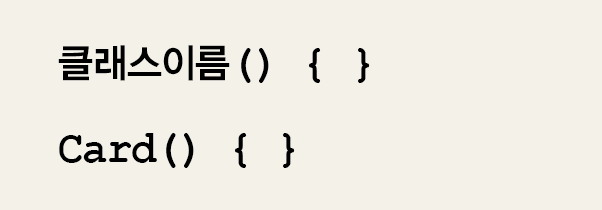 클래스이름() { }
Card() { }